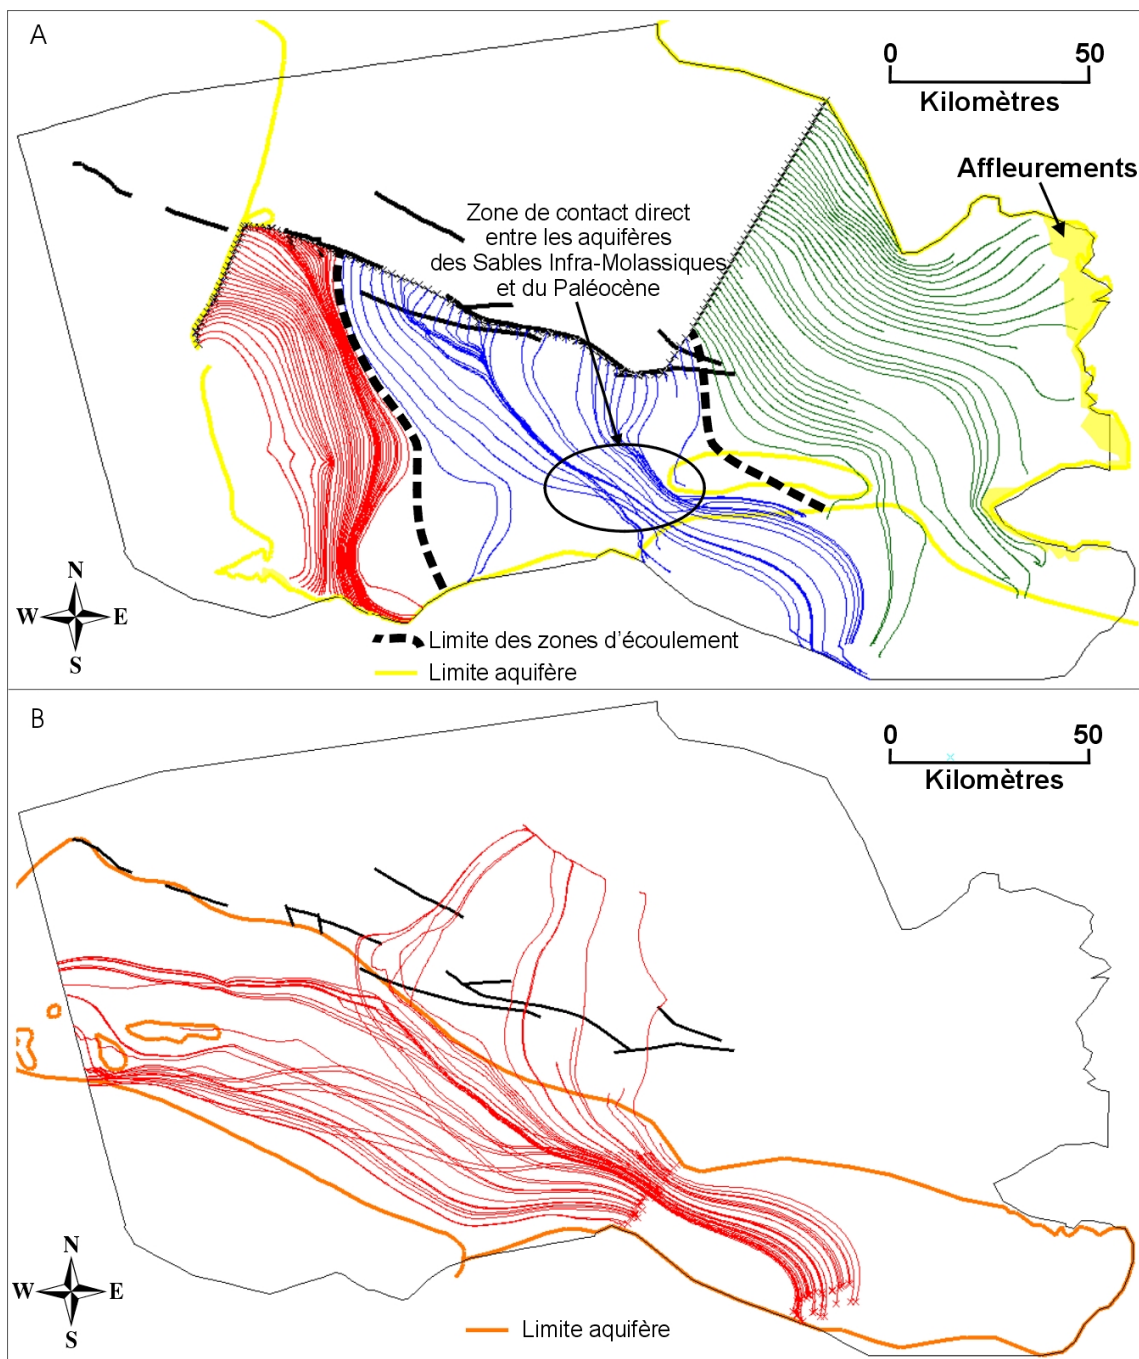 A
0 50
Kilomètres
Affleurements
Zone de contact direct
entre les aquifères
des Sables Infra-Molassiques
et du Paléocène
N
W E
S
Limite des zones d'écoulement
Limite aquifère
B
0 50
Kilomètres
N
W E
S
Limite aquifère